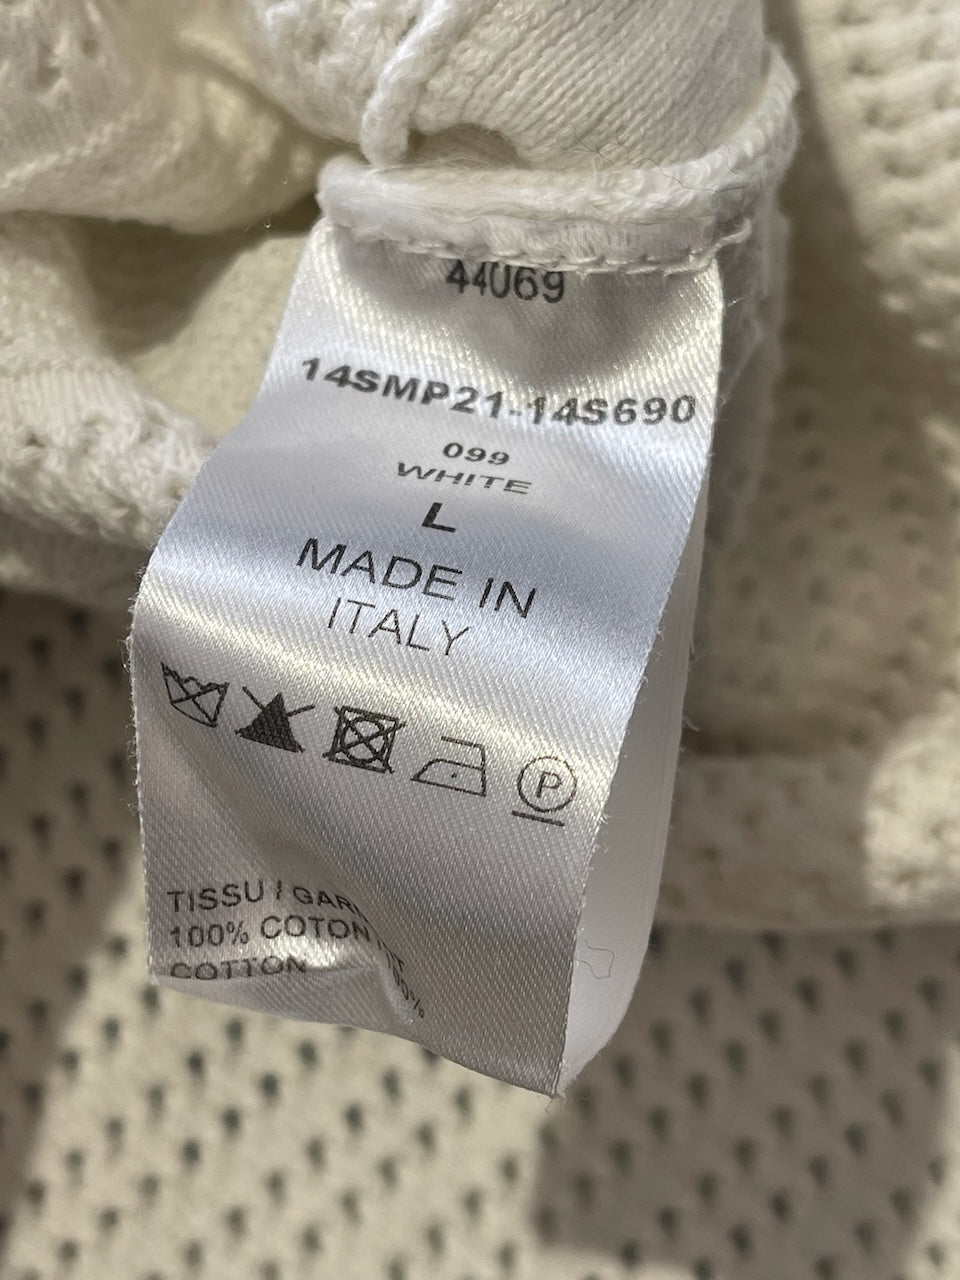 44069
14SMP21-14S690
099
WHITE
L
MADE IN
ITALY
P
TISSU / GAR
100% COTON
COTTON